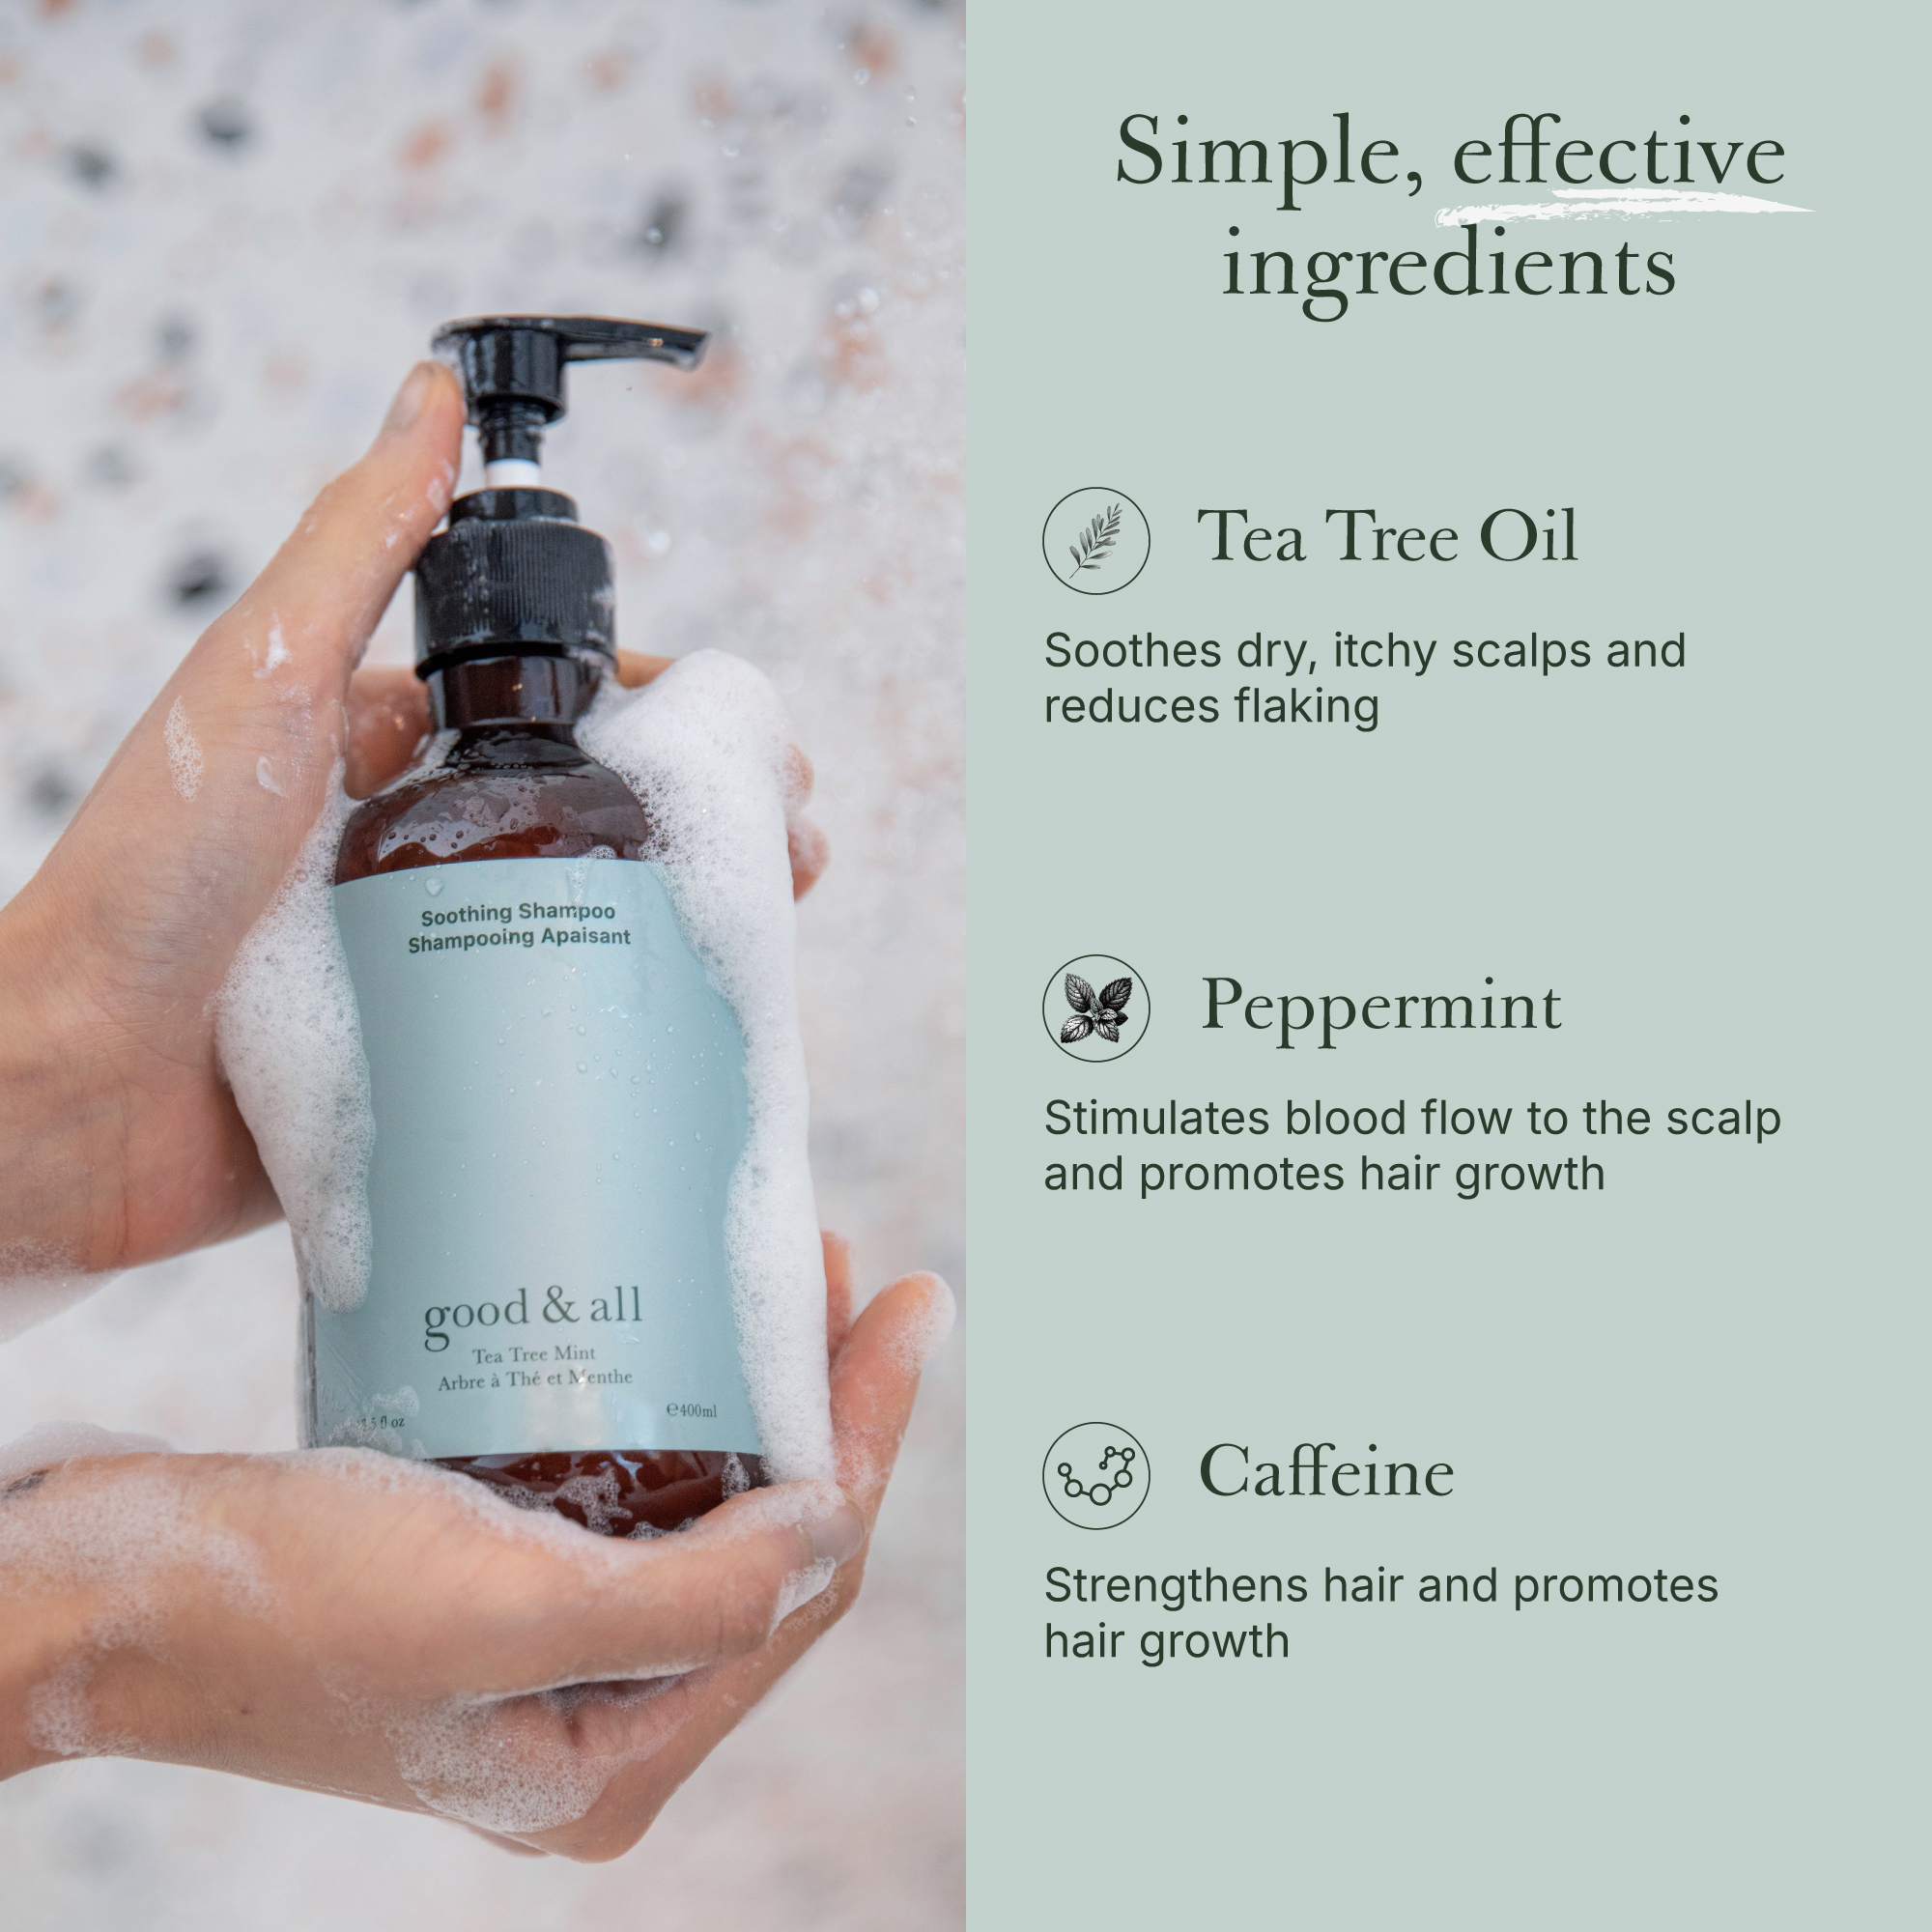 Simple, effective
ingredients
Tea Tree Oil
Soothes dry, itchy scalps and
reduces flaking
Peppermint
Stimulates blood flow to the scalp
and promotes hair growth
Caffeine
Strengthens hair and promotes
hair growth
Soothing Shampoo
Shampooing Apaisant
good & all
Tea Tree Mint
Arbre à Thé et Menthe
fl oz
℮400ml